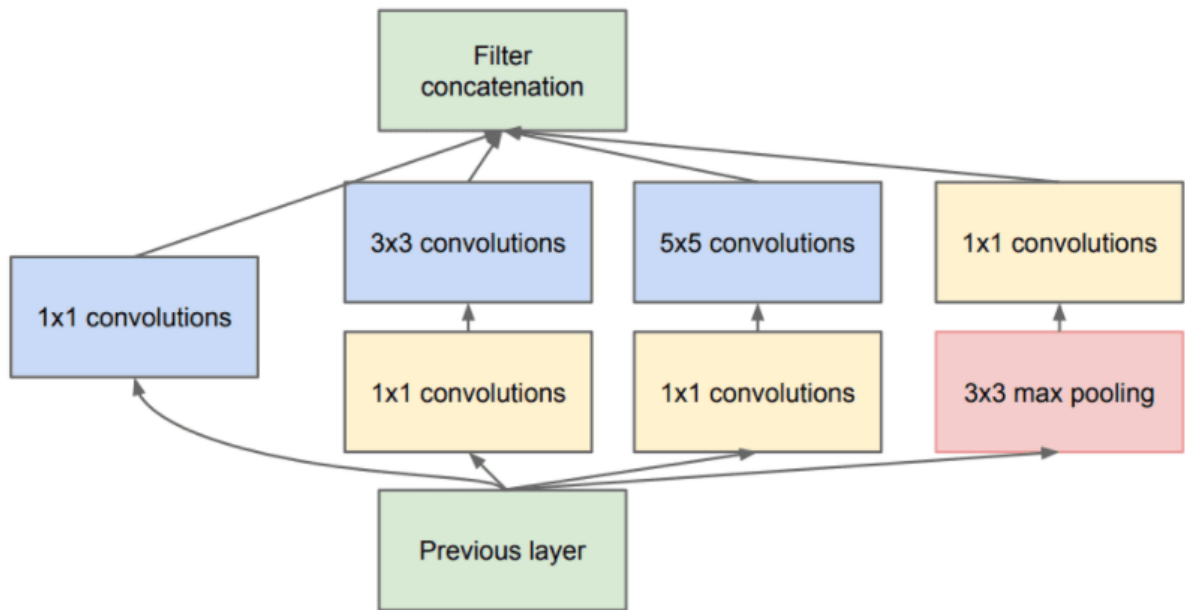 Filter
concatenation
3x3 convolutions
5x5 convolutions
1x1 convolutions
1x1 convolutions
1x1 convolutions
1x1 convolutions
3x3 max pooling
Previous layer